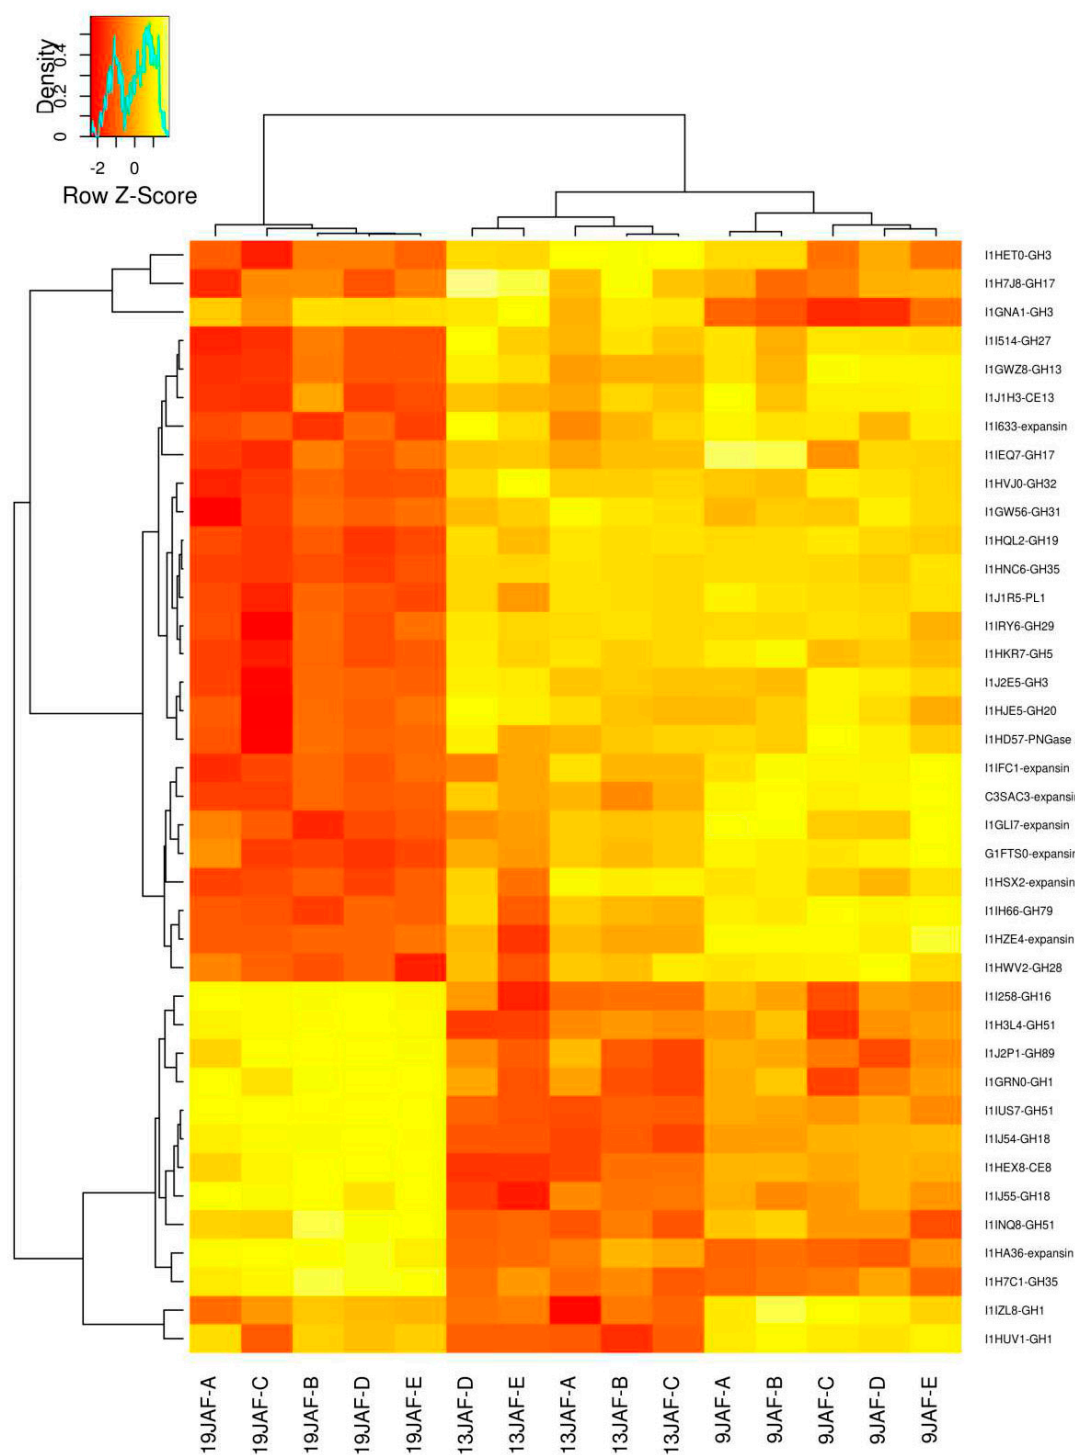 Density
0 0.2 0.4
-2 0
Row Z-Score
I1HET0-GH3
I1H7J8-GH17
I1GNA1-GH3
I1I514-GH27
I1GWZ8-GH13
I1J1H3-CE13
I1I633-expansin
I1IEQ7-GH17
I1HVJ0-GH32
I1GW56-GH31
I1HQL2-GH19
I1HNC6-GH35
I1J1R5-PL1
I1IRY6-GH29
I1HKR7-GH5
I1J2E5-GH3
I1HJE5-GH20
I1HD57-PNGase
I1IFC1-expansin
C3SAC3-expansin
I1GLI7-expansin
G1FTS0-expansin
I1HSX2-expansin
I1IH66-GH79
I1HZE4-expansin
I1HWV2-GH28
I1I258-GH16
I1H3L4-GH51
I1J2P1-GH89
I1GRN0-GH1
I1IUS7-GH51
I1IJ54-GH18
I1HEX8-CE8
I1IJ55-GH18
I1INQ8-GH51
I1HA36-expansin
I1H7C1-GH35
I1IZL8-GH1
I1HUV1-GH1
19JAF-A
19JAF-C
19JAF-B
19JAF-D
19JAF-E
13JAF-D
13JAF-E
13JAF-A
13JAF-B
13JAF-C
9JAF-A
9JAF-B
9JAF-C
9JAF-D
9JAF-E